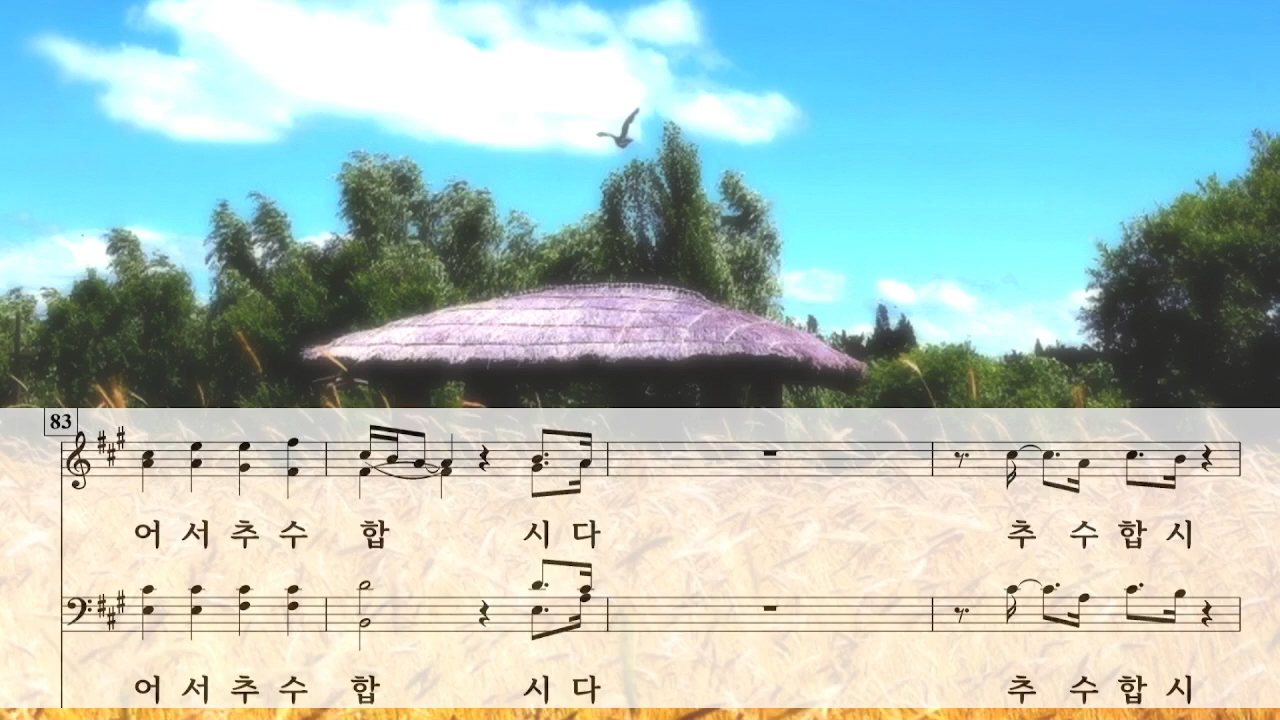 83
어 서 추 수 합 시 다 추 수 합 시
어 서 추 수 합 시 다 추 수 합 시